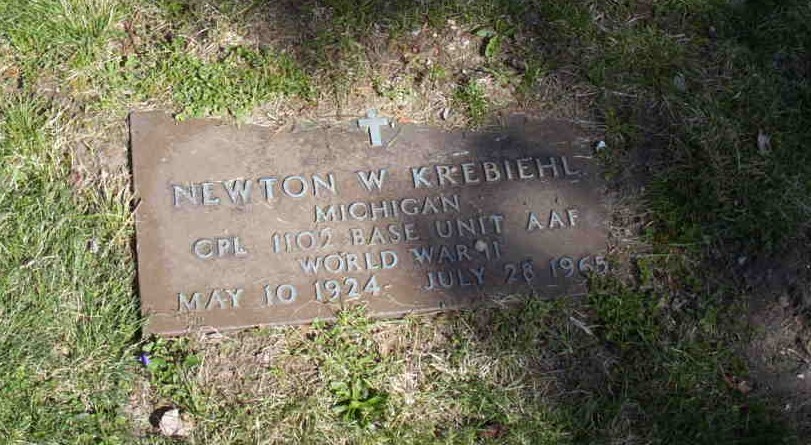 NEWTON W KREBIEHL
MICHIGAN
CPL 1102 BASE UNIT AAF
WORLD WAR II
MAY 10 1924 - JULY 28 1965